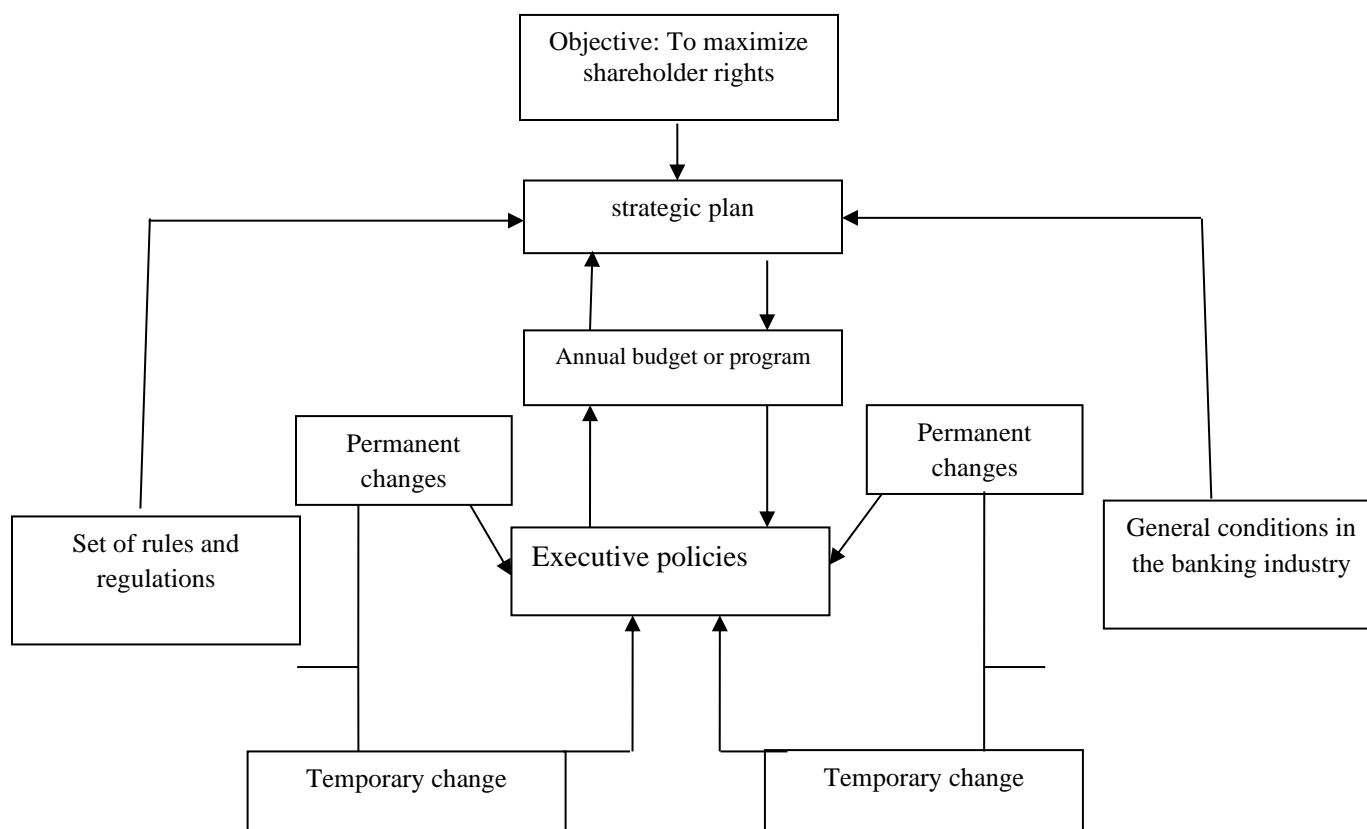 Objective: To maximize
shareholder rights
strategic plan
Annual budget or program
Permanent
changes
Permanent
changes
Set of rules and
regulations
Executive policies
General conditions in
the banking industry
Temporary change
Temporary change